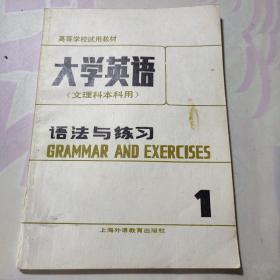 高等学校试用教材
大学英语
(文理科本科用)
语法与练习
GRAMMAR AND EXERCISES
1
上海外语教育出版社